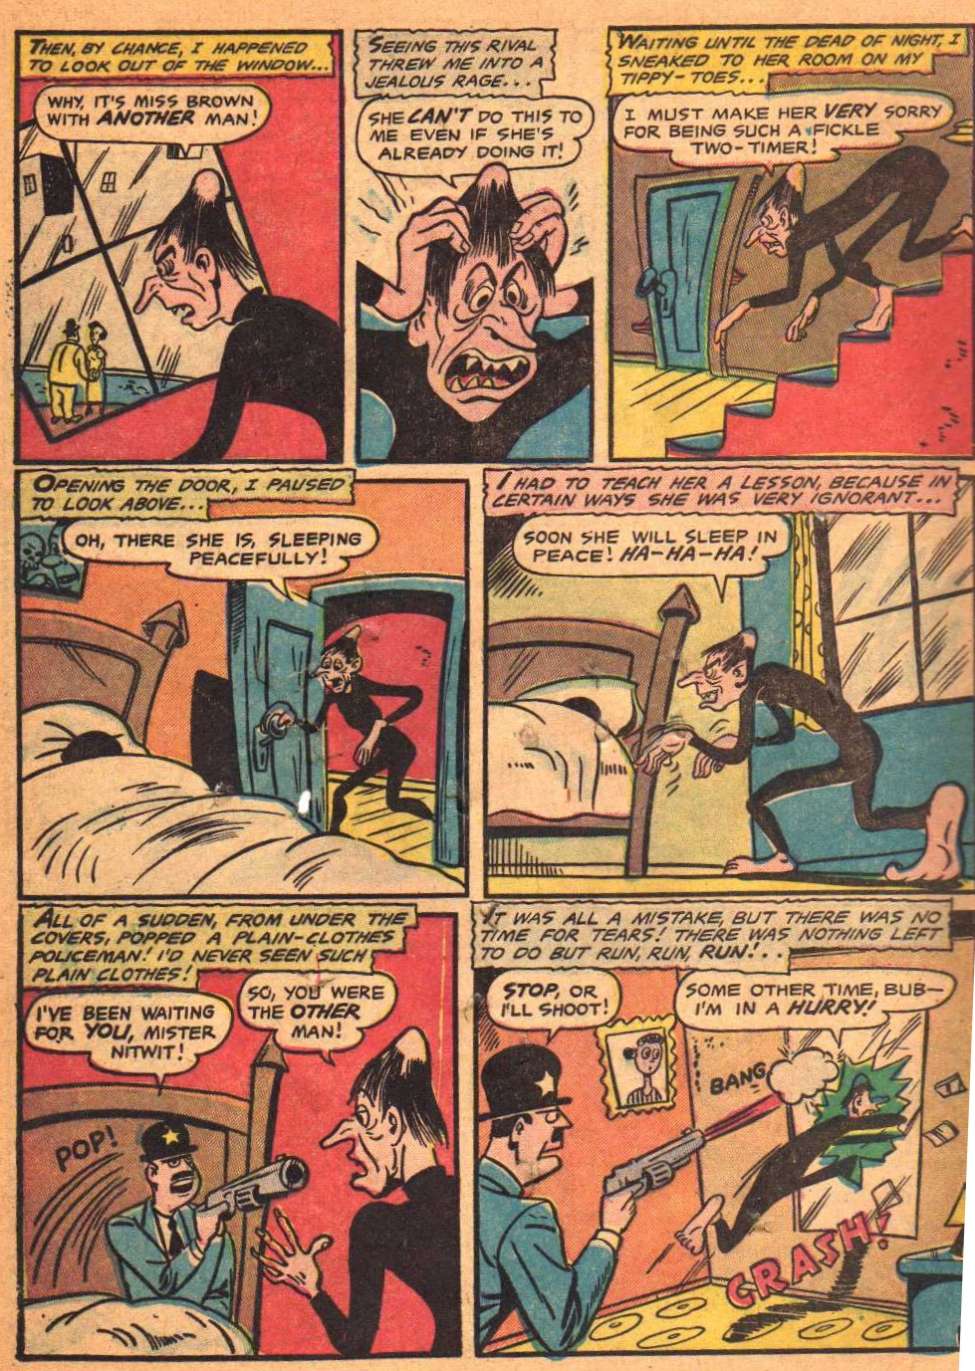 THEN, BY CHANCE, I HAPPENED
TO LOOK OUT OF THE WINDOW...
WHY, IT'S MISS BROWN
WITH ANOTHER MAN!
SEEING THIS RIVAL
THREW ME INTO A
JEALOUS RAGE...
SHE CAN'T DO THIS TO
ME EVEN IF SHE'S
ALREADY DOING IT!
WAITING UNTIL THE DEAD OF NIGHT, I
SNEAKED TO HER ROOM ON MY
TIPPY-TOES...
I MUST MAKE HER VERY SORRY
FOR BEING SUCH A FICKLE
TWO-TIMER!
OPENING THE DOOR, I PAUSED
TO LOOK ABOVE...
OH, THERE SHE IS, SLEEPING
PEACEFULLY!
I HAD TO TEACH HER A LESSON, BECAUSE IN
CERTAIN WAYS SHE WAS VERY IGNORANT...
SOON SHE WILL SLEEP IN
PEACE! HA-HA-HA!
ALL OF A SUDDEN, FROM UNDER THE
COVERS, POPPED A PLAIN-CLOTHES
POLICEMAN! I'D NEVER SEEN SUCH
PLAIN CLOTHES!
I'VE BEEN WAITING
FOR YOU, MISTER
NITWIT!
SO, YOU WERE
THE OTHER
MAN!
POP!
IT WAS ALL A MISTAKE, BUT THERE WAS NO
TIME FOR TEARS! THERE WAS NOTHING LEFT
TO DO BUT RUN, RUN, RUN!...
STOP, OR
I'LL SHOOT!
SOME OTHER TIME, BUB—
I'M IN A HURRY!
BANG
CRASH!